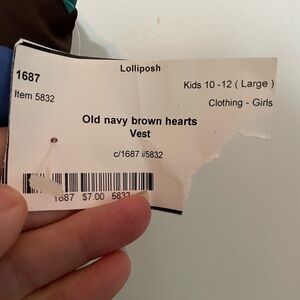 Lolliposh
1687
Kids 10 -12 ( Large )
Item 5832
Clothing - Girls
Old navy brown hearts
Vest
c/1687 i/5832
1687 $7.00 5832